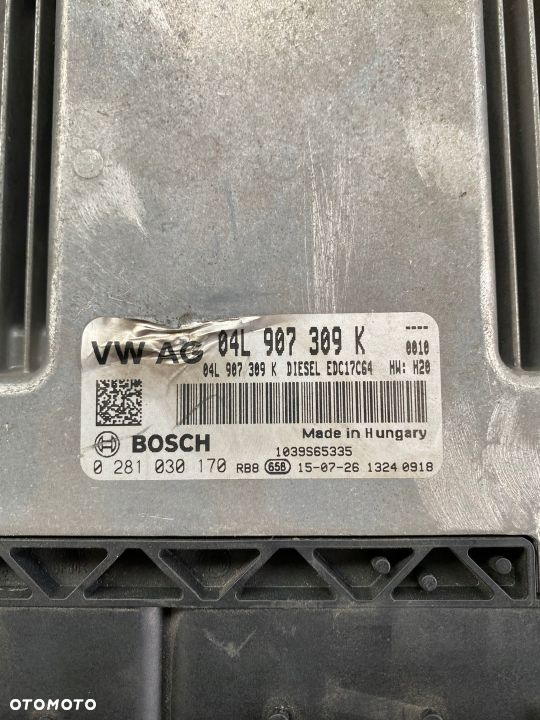 VW AG 04L 907 309 K ----
0010
04L 907 309 K DIESEL EDC17C64 HW: H20
Made in Hungary
BOSCH 1039S65335
0 281 030 170 RB8 658 15-07-26 1324 0918
OTOMOTO OTOMOTO